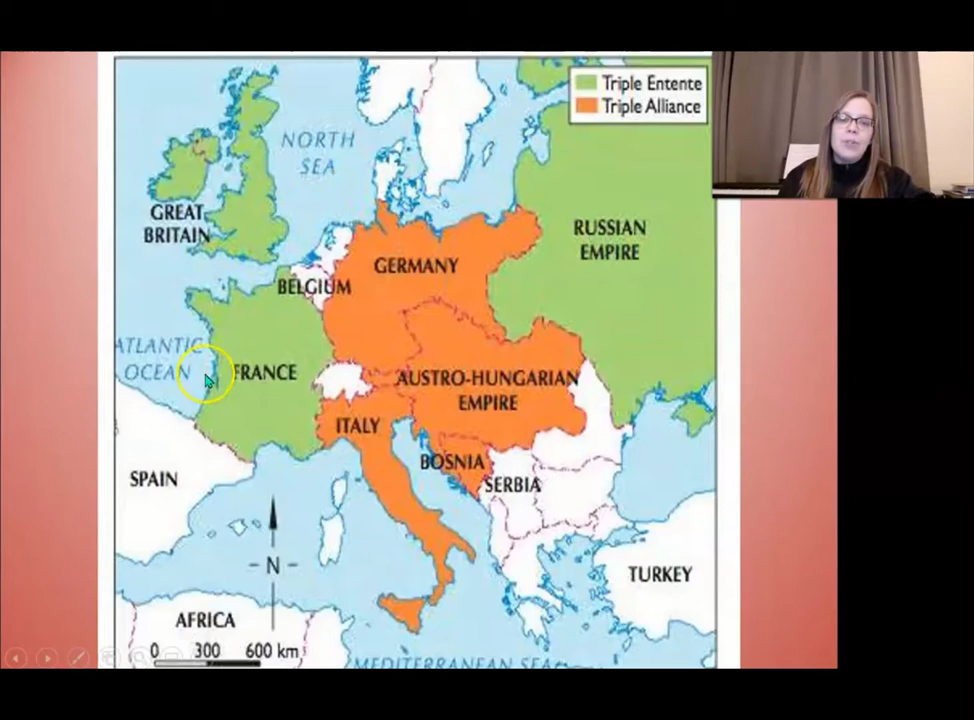 Triple Entente
Triple Alliance
NORTH
SEA
GREAT
BRITAIN
RUSSIAN
EMPIRE
GERMANY
BELGIUM
ATLANTIC
OCEAN
FRANCE
AUSTRO-HUNGARIAN
EMPIRE
ITALY
BOSNIA
SERBIA
SPAIN
N
TURKEY
AFRICA
0 300 600 km
MEDITERRANEAN SEA